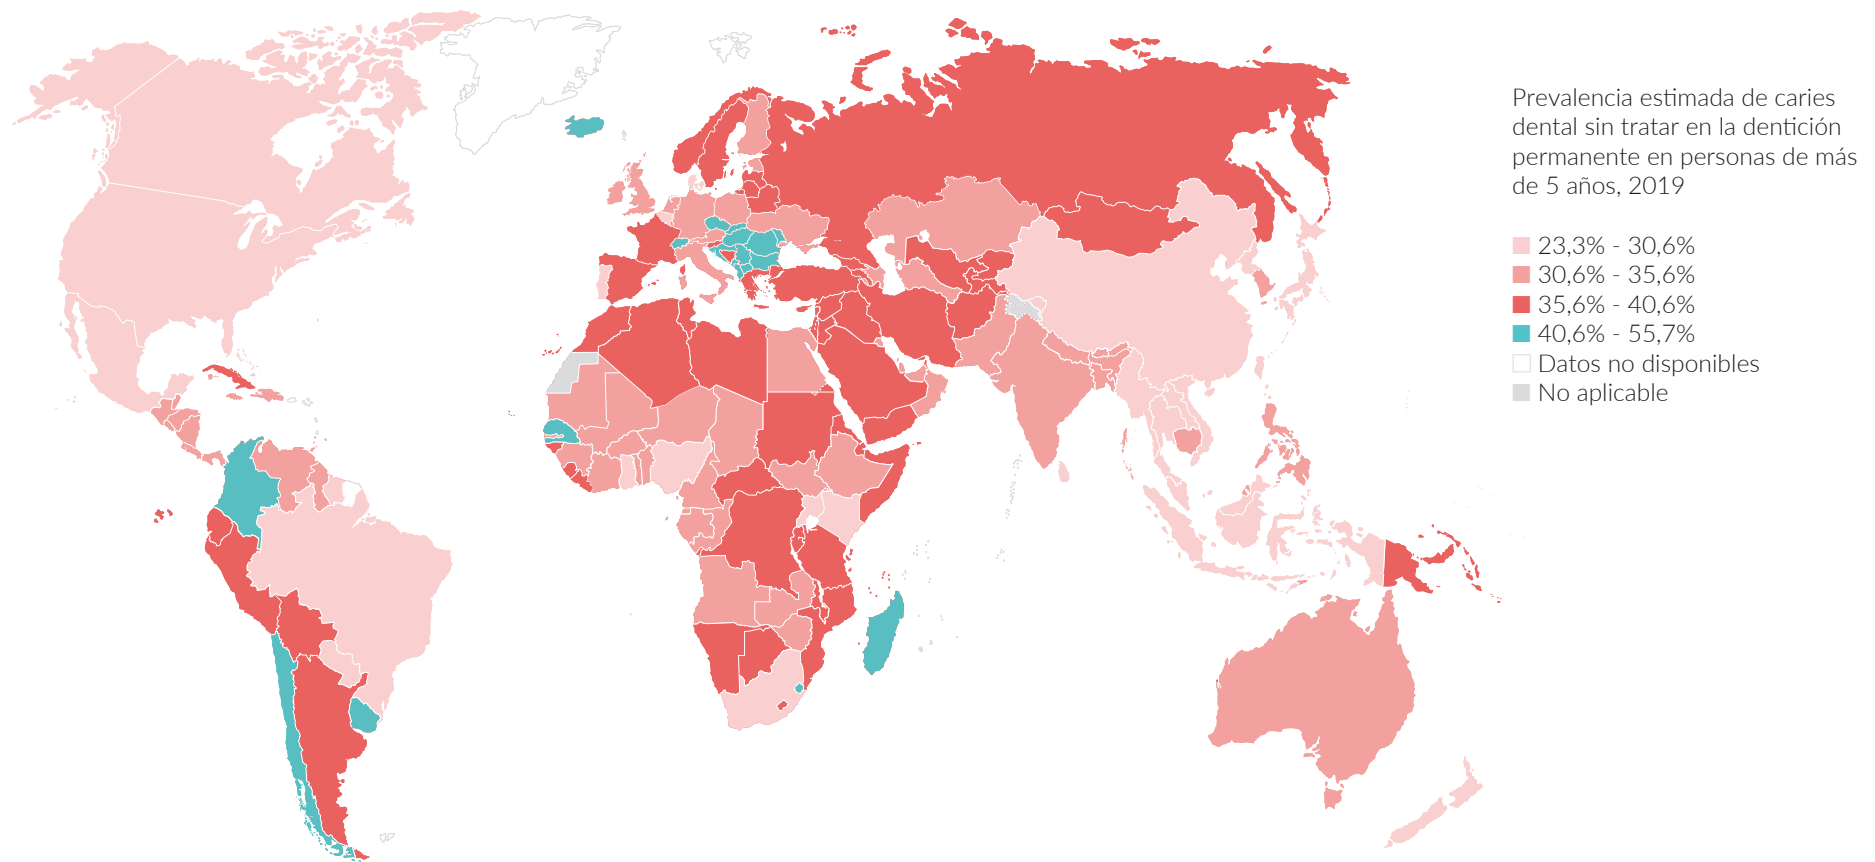 Prevalencia estimada de caries
dental sin tratar en la dentición
permanente en personas de más
de 5 años, 2019
23,3% - 30,6%
30,6% - 35,6%
35,6% - 40,6%
40,6% - 55,7%
Datos no disponibles
No aplicable